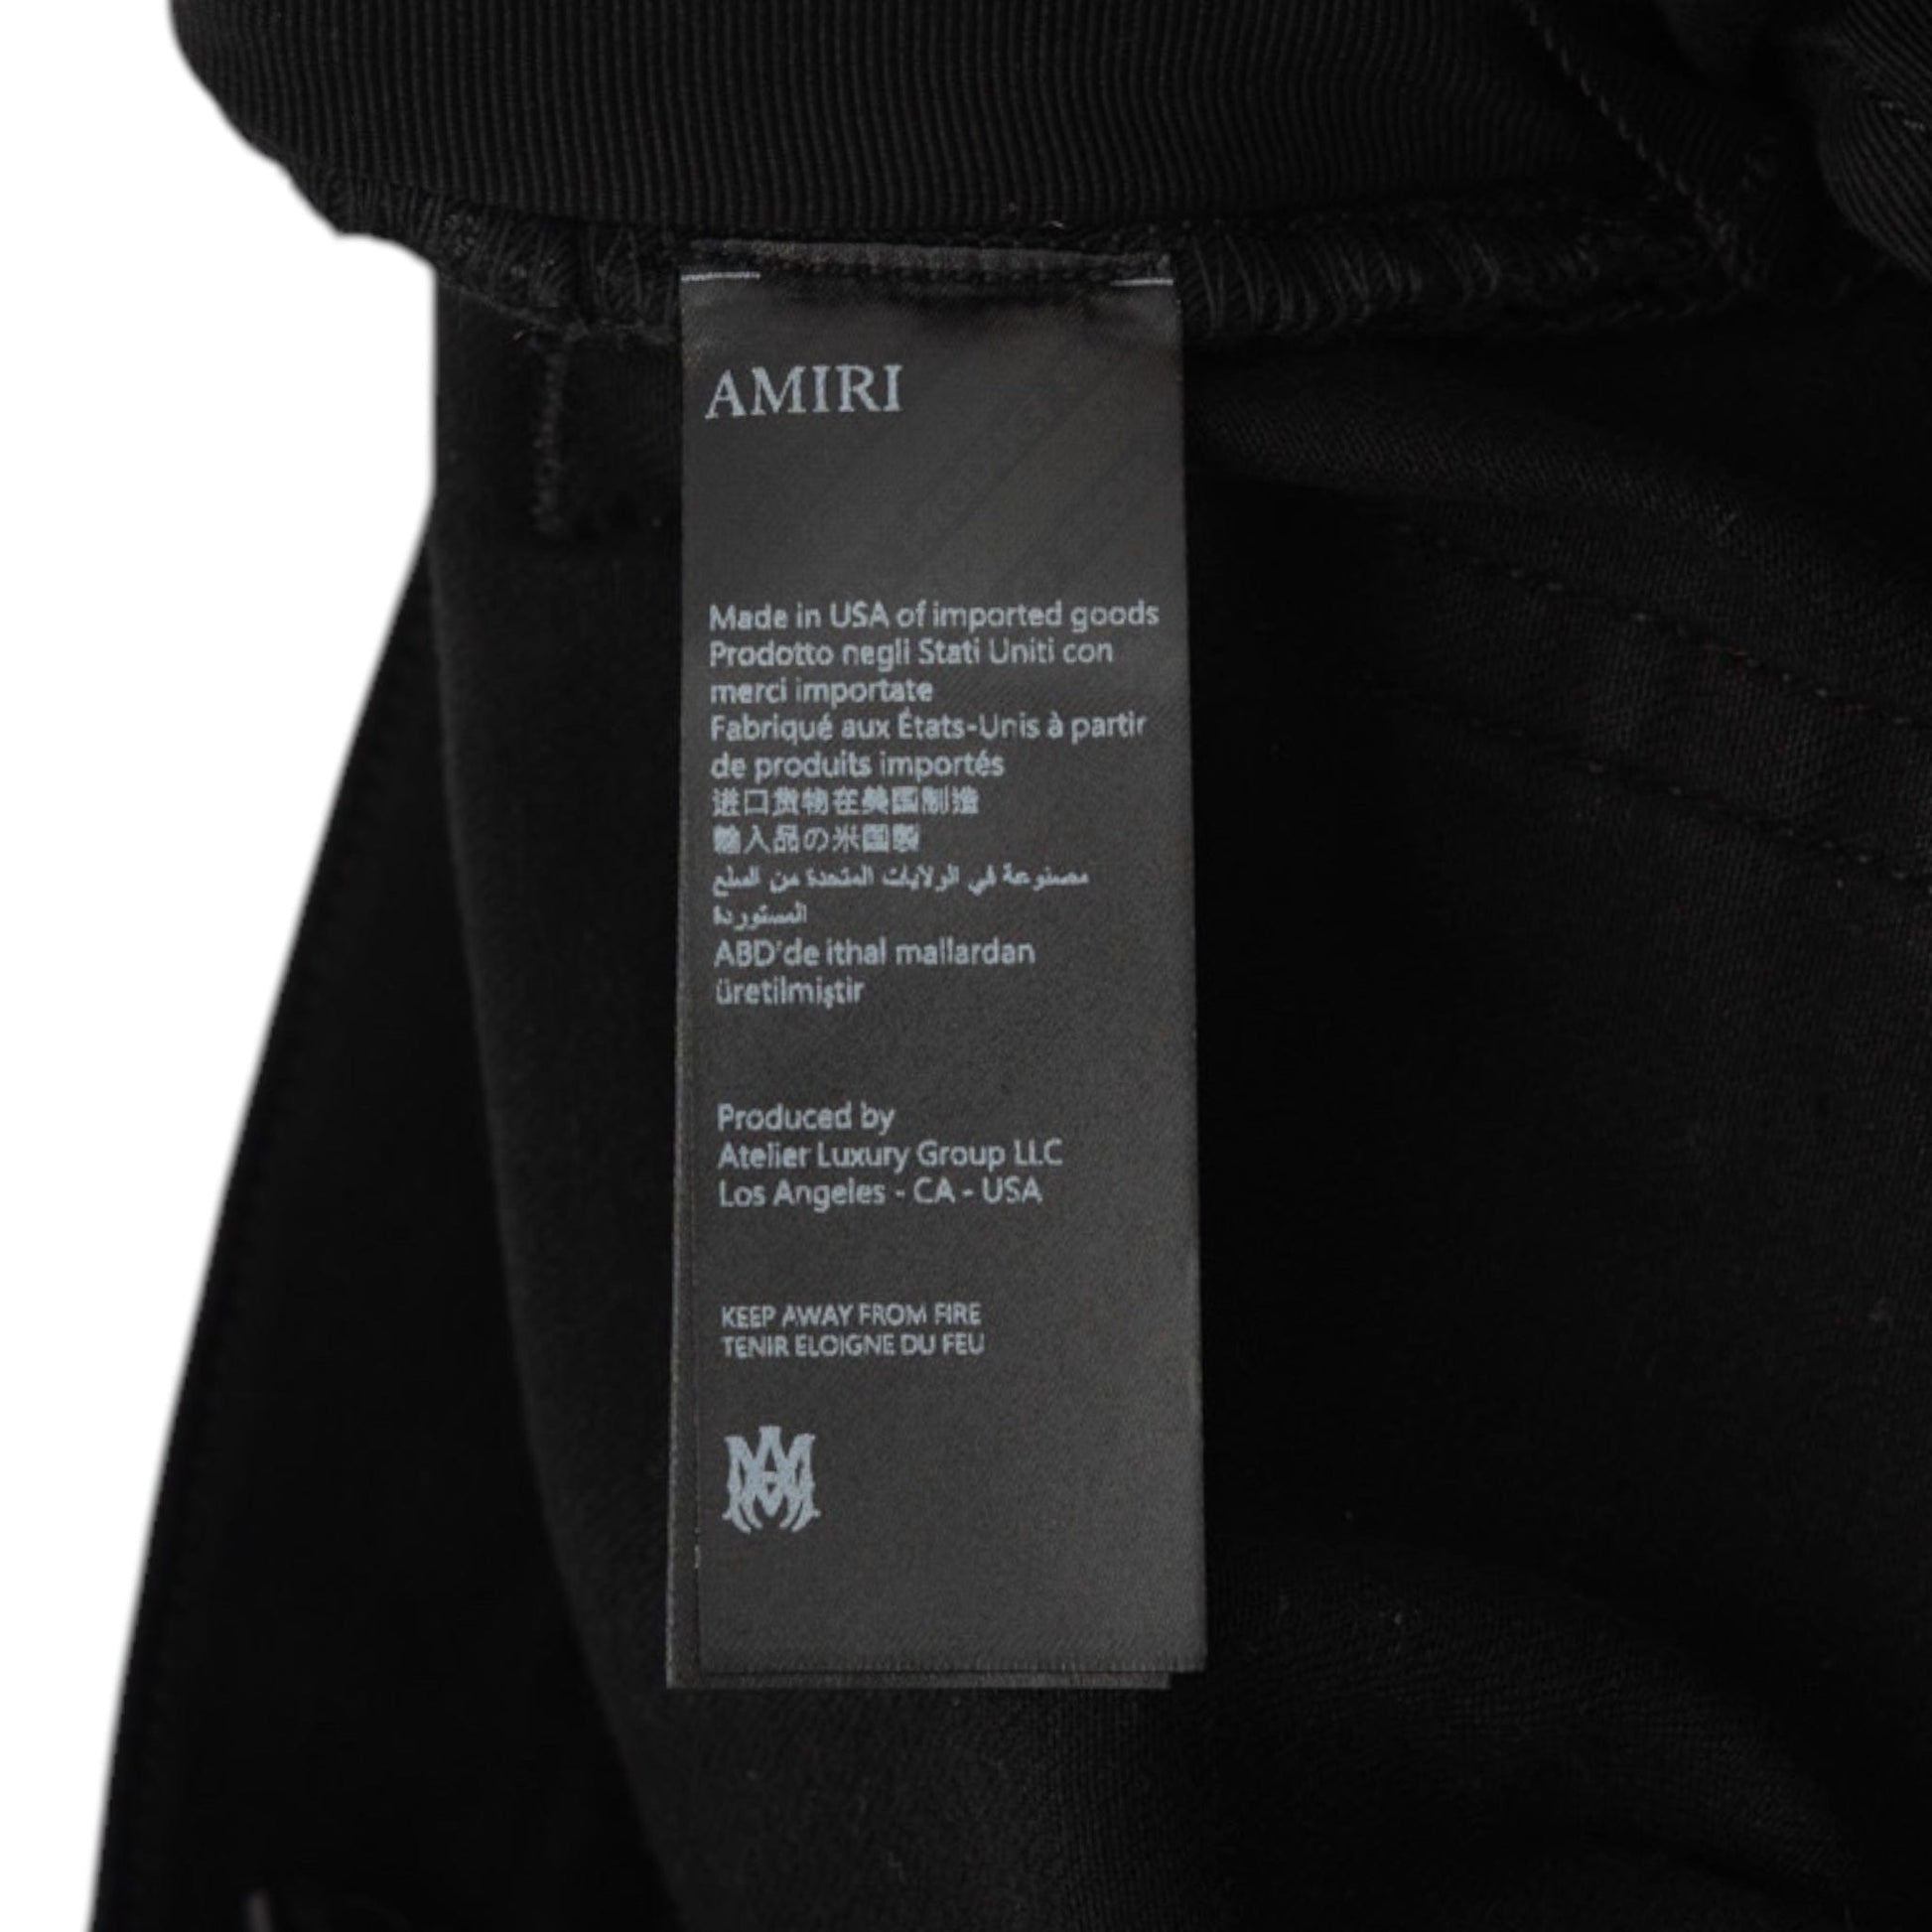 AMIRI
Made in USA of imported goods
Prodotto negli Stati Uniti con
merci importate
Fabriqué aux États-Unis à partir
de produits importés
进口货物在美国制造
輸入品の米国製
مصنوعة في الولايات المتحدة من السلع
المستوردة
ABD'de ithal mallardan
üretilmiştir
Produced by
Atelier Luxury Group LLC
Los Angeles - CA - USA
KEEP AWAY FROM FIRE
TENIR ELOIGNE DU FEU